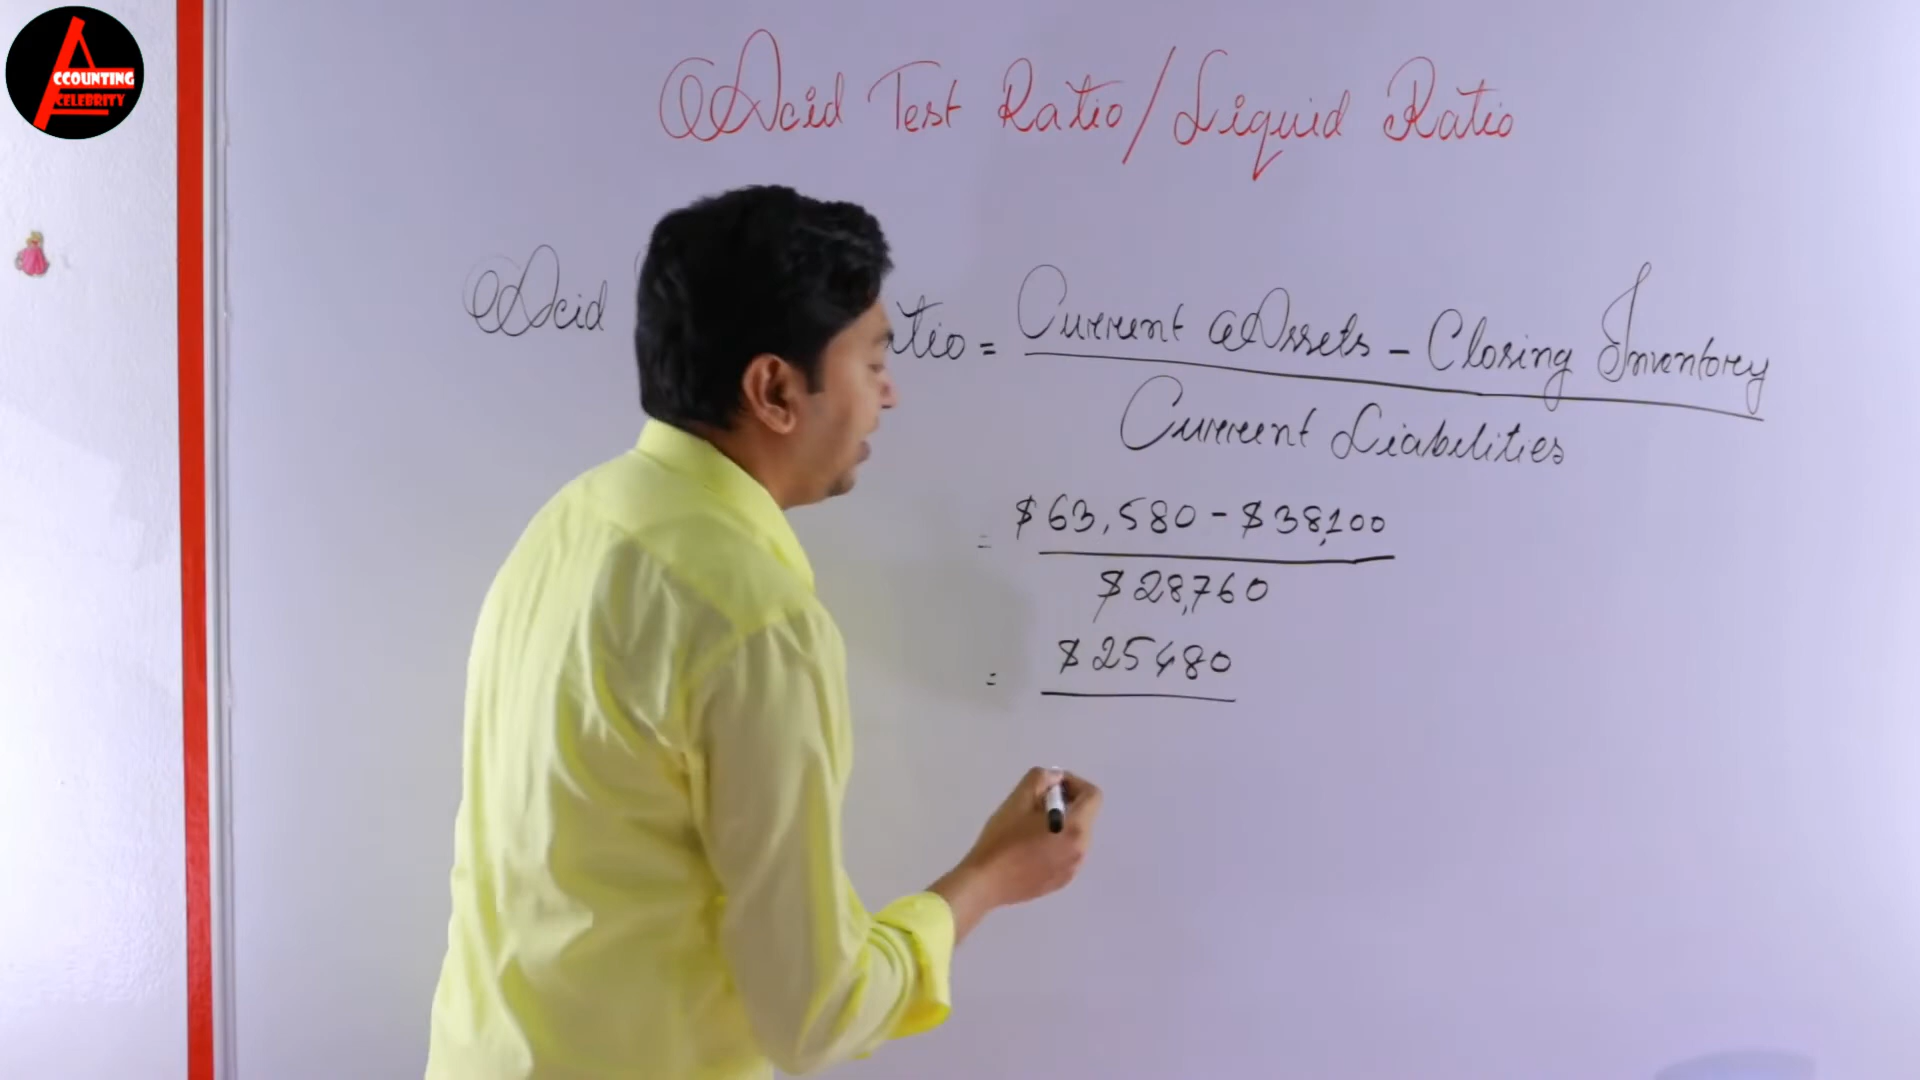 ACCOUNTING
CELEBRITY
Acid Test Ratio/Liquid Ratio
Acid atio = Current Assets - Closing Inventory
Current Liabilities
= $63,580 - $38,100
$28,760
= $25480